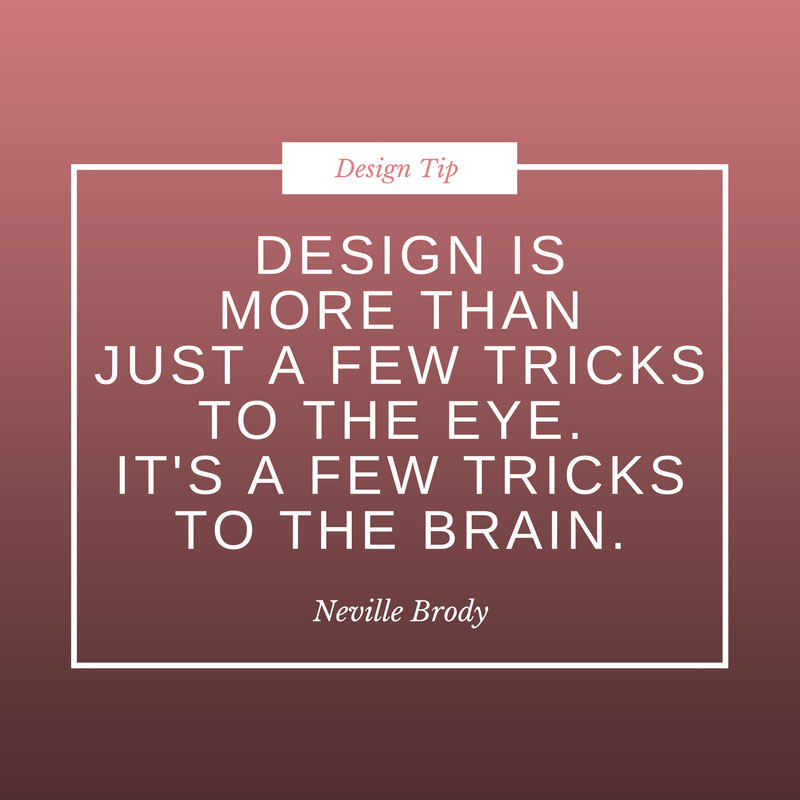 Design Tip
DESIGN IS
MORE THAN
JUST A FEW TRICKS
TO THE EYE.
IT'S A FEW TRICKS
TO THE BRAIN.
Neville Brody